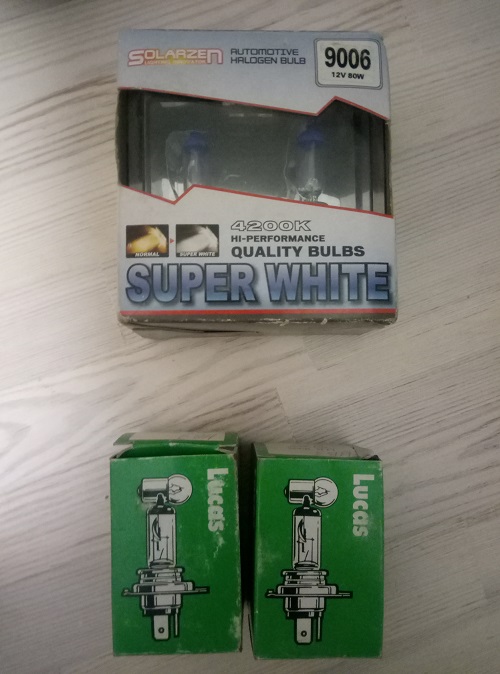 SOLARZEN
AUTOMOTIVE
HALOGEN BULB
9006
12V 80W
4200K
HI-PERFORMANCE
QUALITY BULBS
NORMAL
SUPER WHITE
SUPER WHITE
Lucas
Lucas